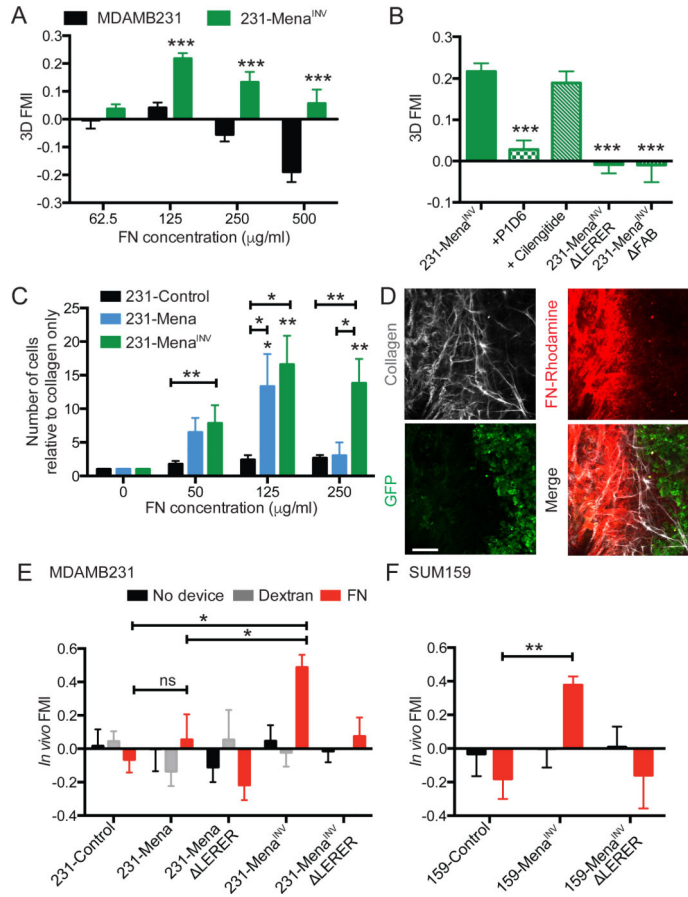 A
MDAMB231
231-Mena^INV
3D FMI
0.3
0.2
0.1
0.0
-0.1
-0.2
-0.3
***
***
***
62.5
125
250
500
FN concentration (µg/ml)
B
3D FMI
0.3
0.2
0.1
0.0
-0.1
***
***
***
231-Mena^INV
+P1D6
+ Cilengitide
231-Mena^INV
ΔLERER
231-Mena^INV
ΔFAB
C
231-Control
231-Mena
231-Mena^INV
Number of cells
relative to collagen only
25
20
15
10
5
0
**
*
*
*
**
**
*
**
0
50
125
250
FN concentration (µg/ml)
D
Collagen
FN-Rhodamine
GFP
Merge
E
MDAMB231
No device
Dextran
FN
In vivo FMI
0.6
0.4
0.2
0.0
-0.2
-0.4
*
*
ns
231-Control
231-Mena
231-Mena
ΔLERER
231-Mena^INV
231-Mena^INV
ΔLERER
F
SUM159
In vivo FMI
0.6
0.4
0.2
0.0
-0.2
-0.4
**
159-Control
159-Mena^INV
159-Mena^INV
ΔLERER